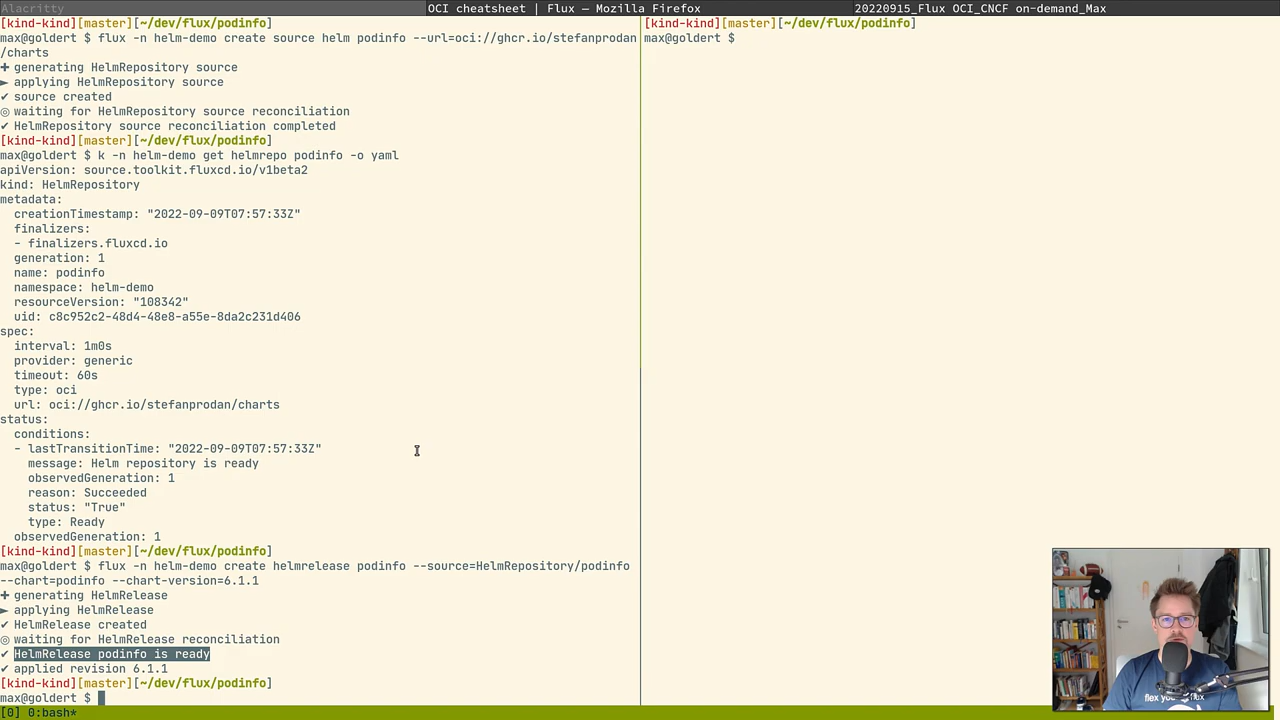 Alacritty
OCI cheatsheet | Flux — Mozilla Firefox
20220915_Flux OCI_CNCF on-demand_Max
[kind-kind][master][~/dev/flux/podinfo]
max@goldert $ flux -n helm-demo create source helm podinfo --url=oci://ghcr.io/stefanprodan
/charts
✚ generating HelmRepository source
► applying HelmRepository source
✔ source created
◎ waiting for HelmRepository source reconciliation
✔ HelmRepository source reconciliation completed
[kind-kind][master][~/dev/flux/podinfo]
max@goldert $ k -n helm-demo get helmrepo podinfo -o yaml
apiVersion: source.toolkit.fluxcd.io/v1beta2
kind: HelmRepository
metadata:
  creationTimestamp: "2022-09-09T07:57:33Z"
  finalizers:
  - finalizers.fluxcd.io
  generation: 1
  name: podinfo
  namespace: helm-demo
  resourceVersion: "108342"
  uid: c8c952c2-48d4-48e8-a55e-8da2c231d406
spec:
  interval: 1m0s
  provider: generic
  timeout: 60s
  type: oci
  url: oci://ghcr.io/stefanprodan/charts
status:
  conditions:
  - lastTransitionTime: "2022-09-09T07:57:33Z"
    message: Helm repository is ready
    observedGeneration: 1
    reason: Succeeded
    status: "True"
    type: Ready
  observedGeneration: 1
[kind-kind][master][~/dev/flux/podinfo]
max@goldert $ flux -n helm-demo create helmrelease podinfo --source=HelmRepository/podinfo
--chart=podinfo --chart-version=6.1.1
✚ generating HelmRelease
► applying HelmRelease
✔ HelmRelease created
◎ waiting for HelmRelease reconciliation
✔ HelmRelease podinfo is ready
✔ applied revision 6.1.1
[kind-kind][master][~/dev/flux/podinfo]
max@goldert $
[0] 0:bash*
[kind-kind][master][~/dev/flux/podinfo]
max@goldert $
flux